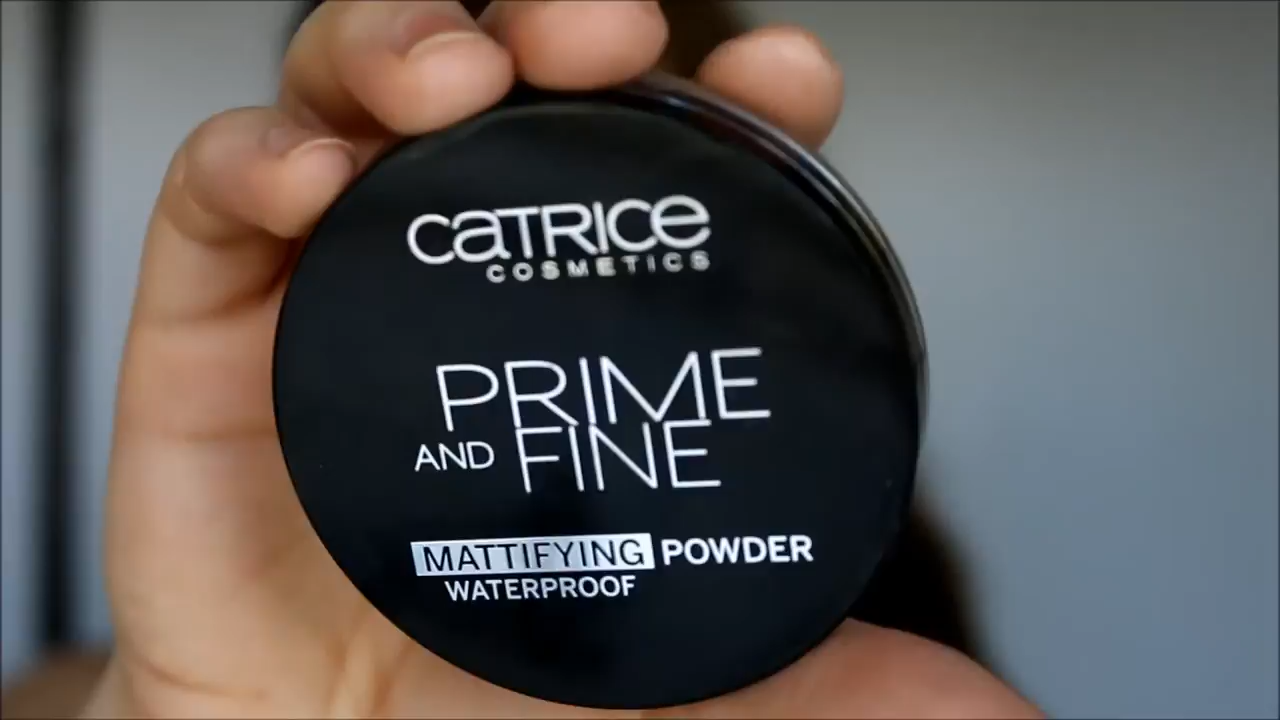 CATRICE
COSMETICS
PRIME
AND FINE
MATTIFYING POWDER
WATERPROOF